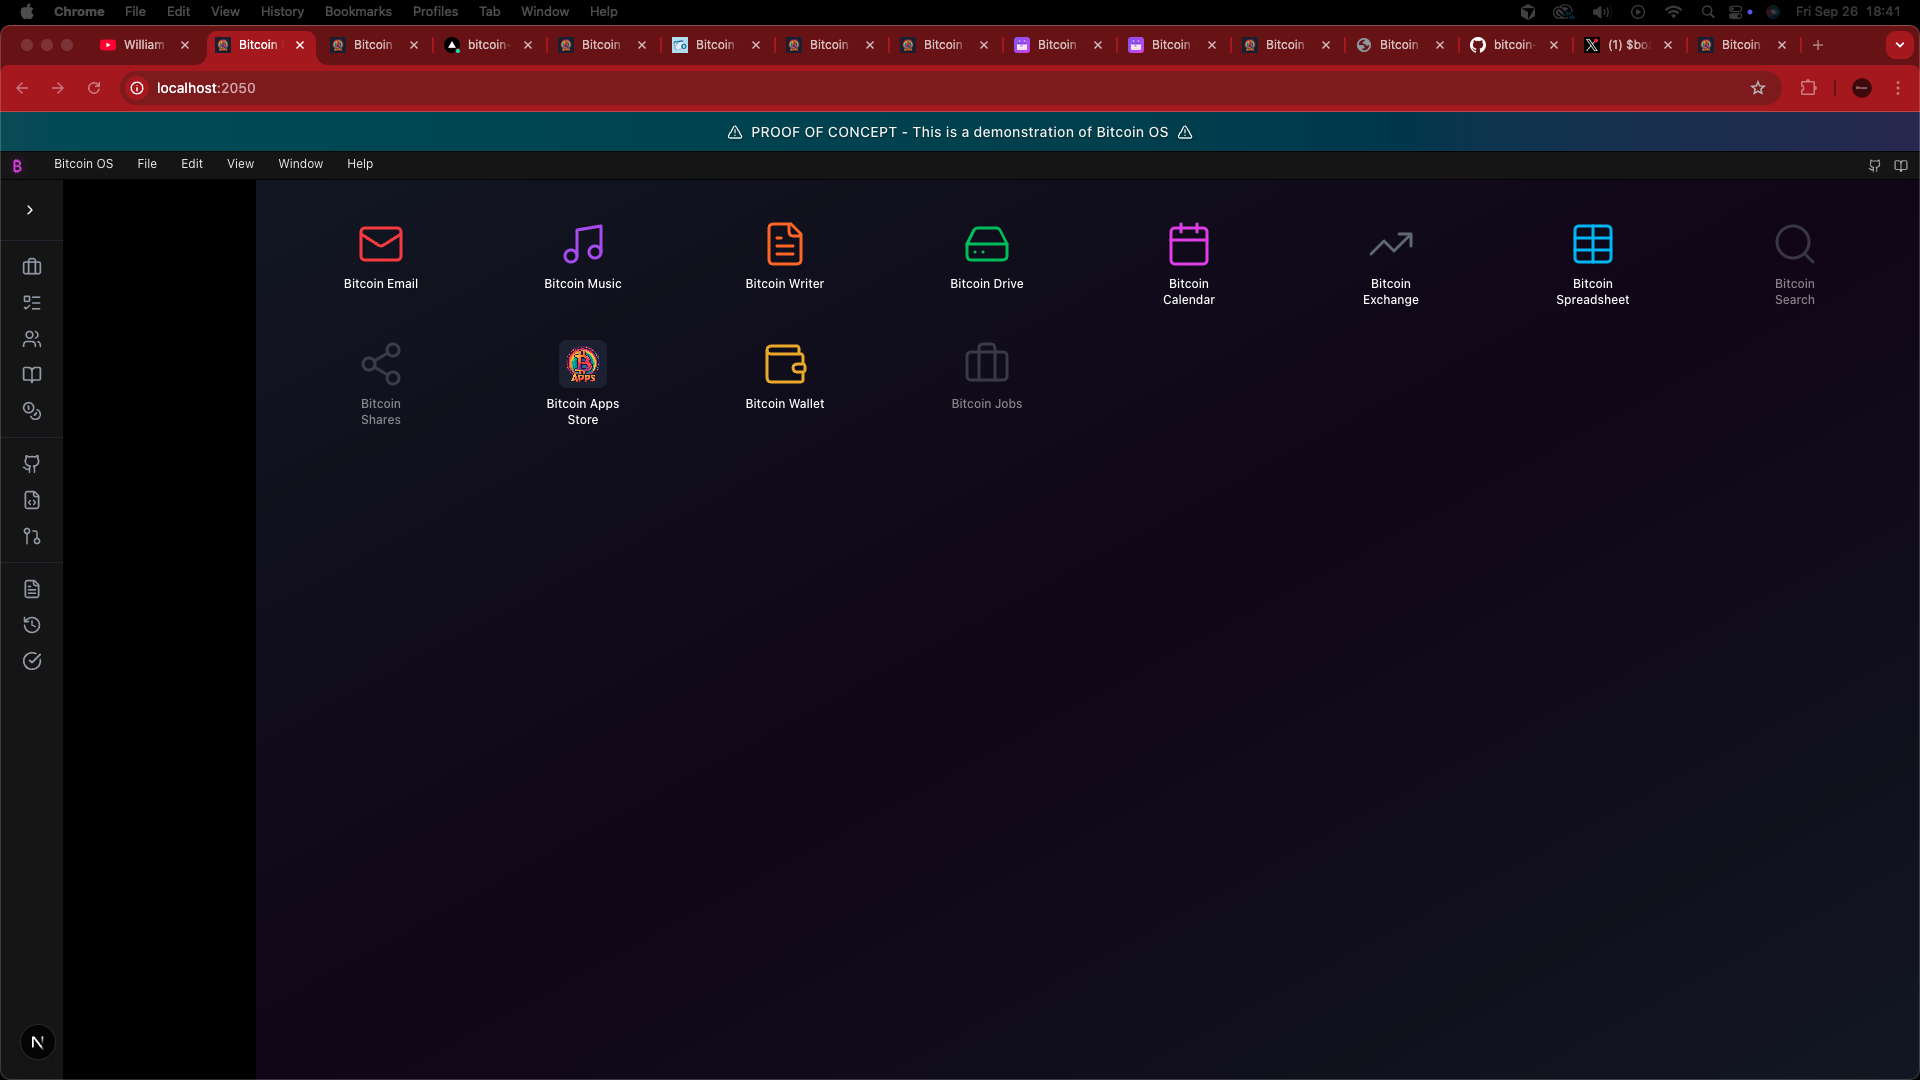 Chrome File Edit View History Bookmarks Profiles Tab Window Help Fri Sep 26 18:41
William Bitcoin Bitcoin bitcoin- Bitcoin Bitcoin Bitcoin Bitcoin Bitcoin Bitcoin Bitcoin Bitcoin bitcoin- (1) $bo Bitcoin
localhost:2050
PROOF OF CONCEPT - This is a demonstration of Bitcoin OS
Bitcoin OS File Edit View Window Help
Bitcoin Email Bitcoin Music Bitcoin Writer Bitcoin Drive Bitcoin Bitcoin Bitcoin Bitcoin
Calendar Exchange Spreadsheet Search
Bitcoin Bitcoin Apps Bitcoin Wallet Bitcoin Jobs
Shares Store